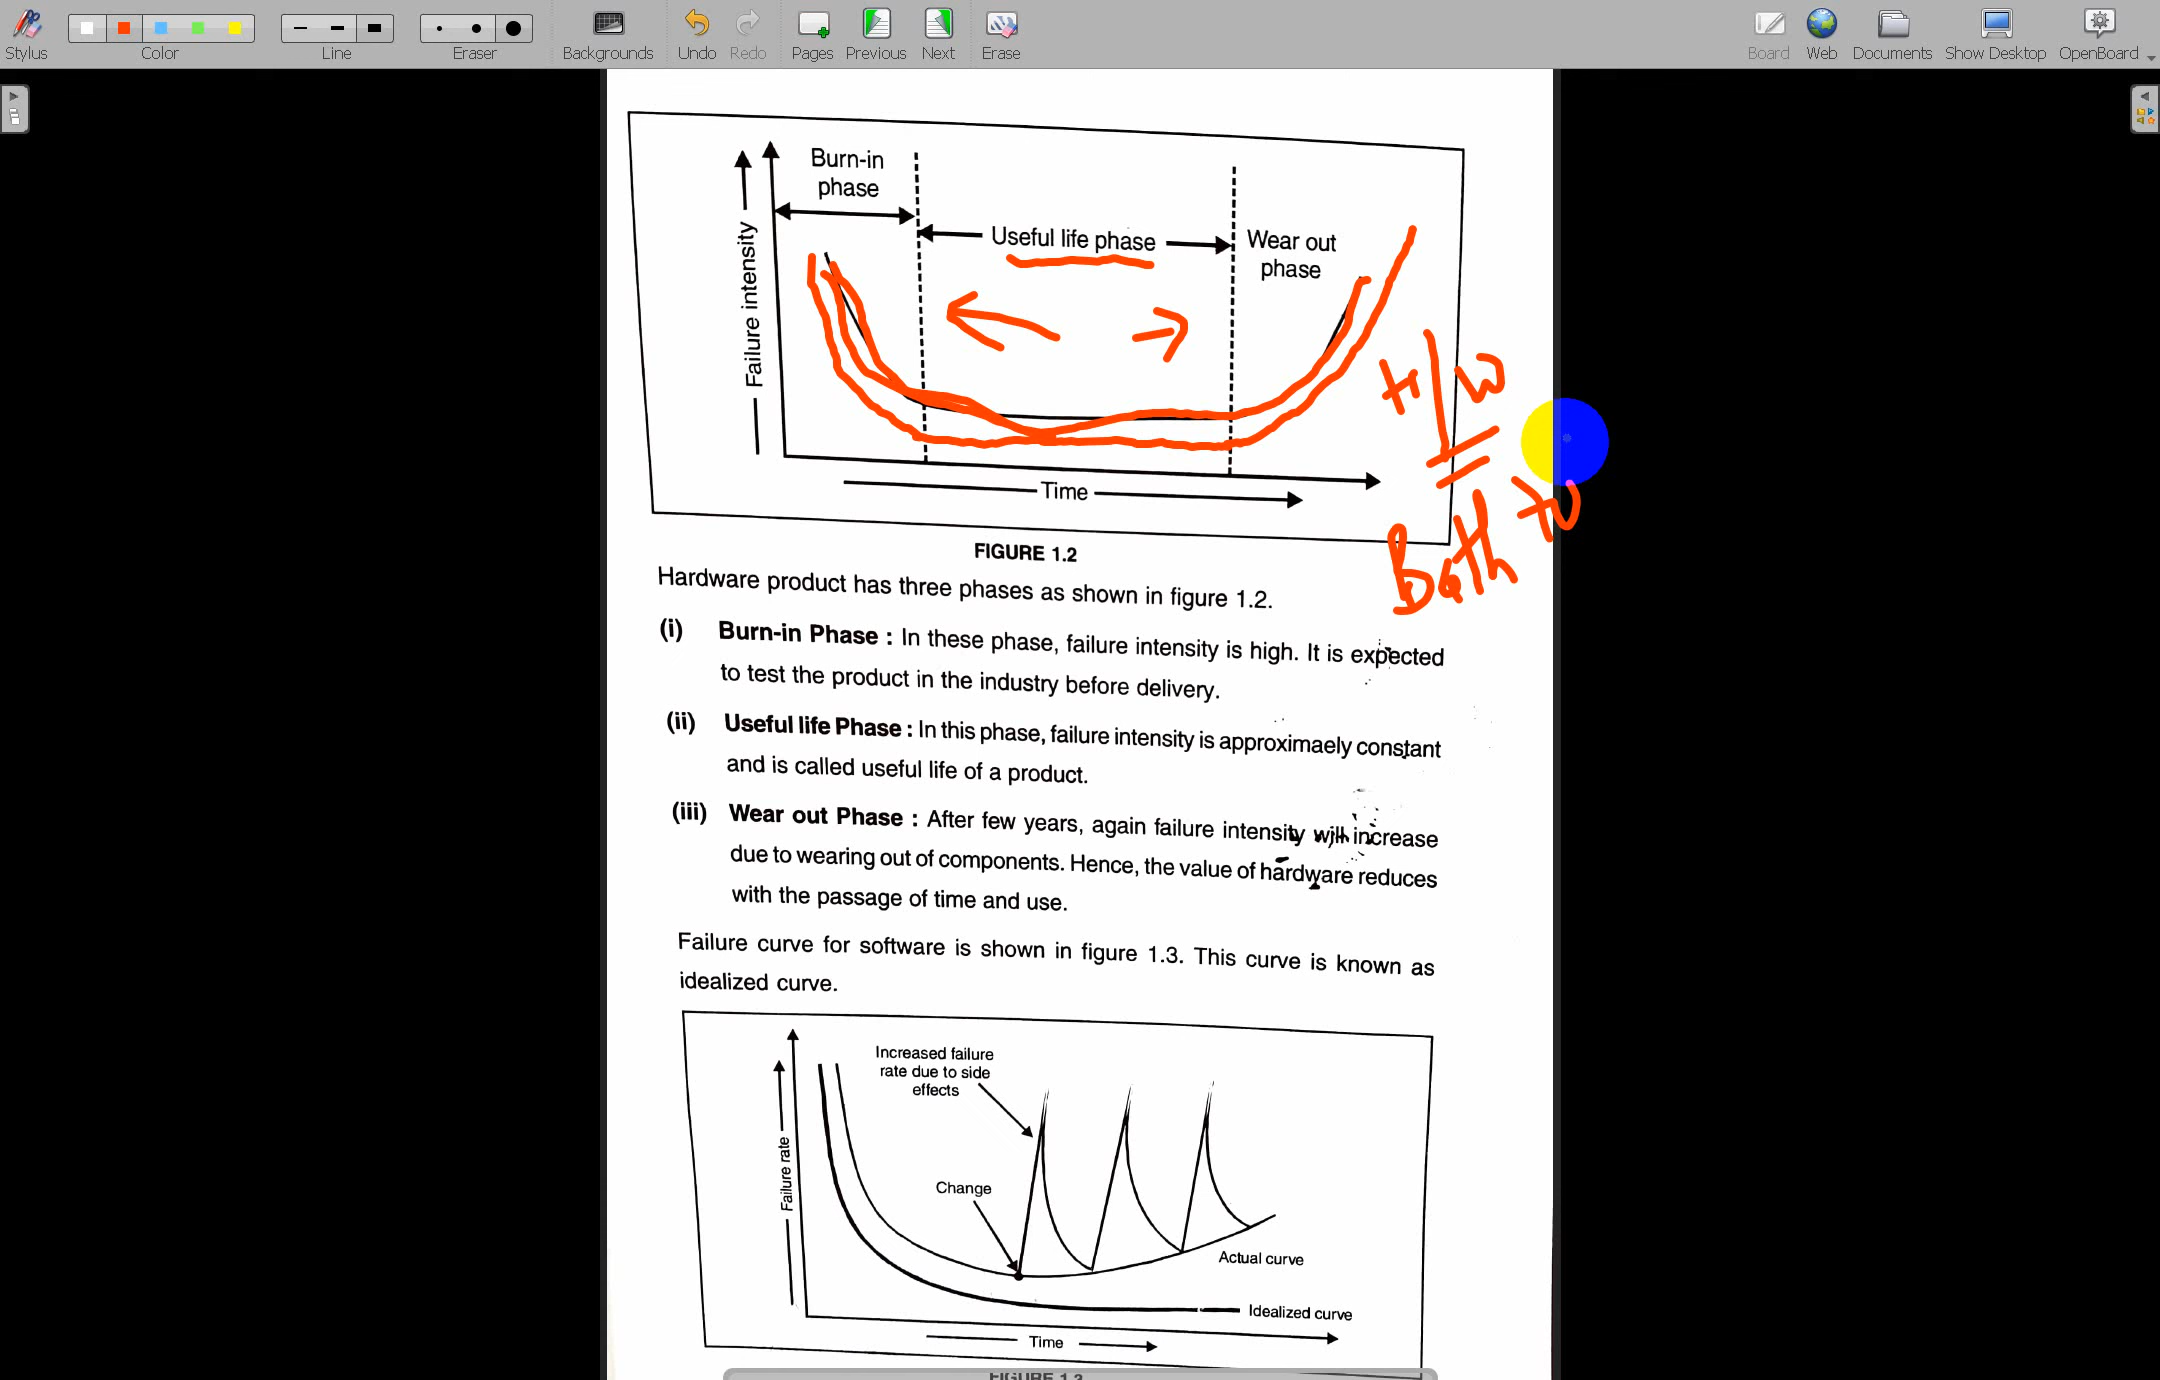 Stylus
Color
Line
Eraser
Backgrounds
Undo
Redo
Pages
Previous
Next
Erase
Board
Web
Documents
Show Desktop
OpenBoard
Burn-in
phase
Useful life phase
Wear out
phase
Failure intensity
H/W
Bath tu
Time
FIGURE 1.2
Hardware product has three phases as shown in figure 1.2.
(i) Burn-in Phase : In these phase, failure intensity is high. It is expected
to test the product in the industry before delivery.
(ii) Useful life Phase : In this phase, failure intensity is approximaely constant
and is called useful life of a product.
(iii) Wear out Phase : After few years, again failure intensity will increase
due to wearing out of components. Hence, the value of hardware reduces
with the passage of time and use.
Failure curve for software is shown in figure 1.3. This curve is known as
idealized curve.
Increased failure
rate due to side
effects
Failure rate
Change
Actual curve
Idealized curve
Time
FIGURE 1.3